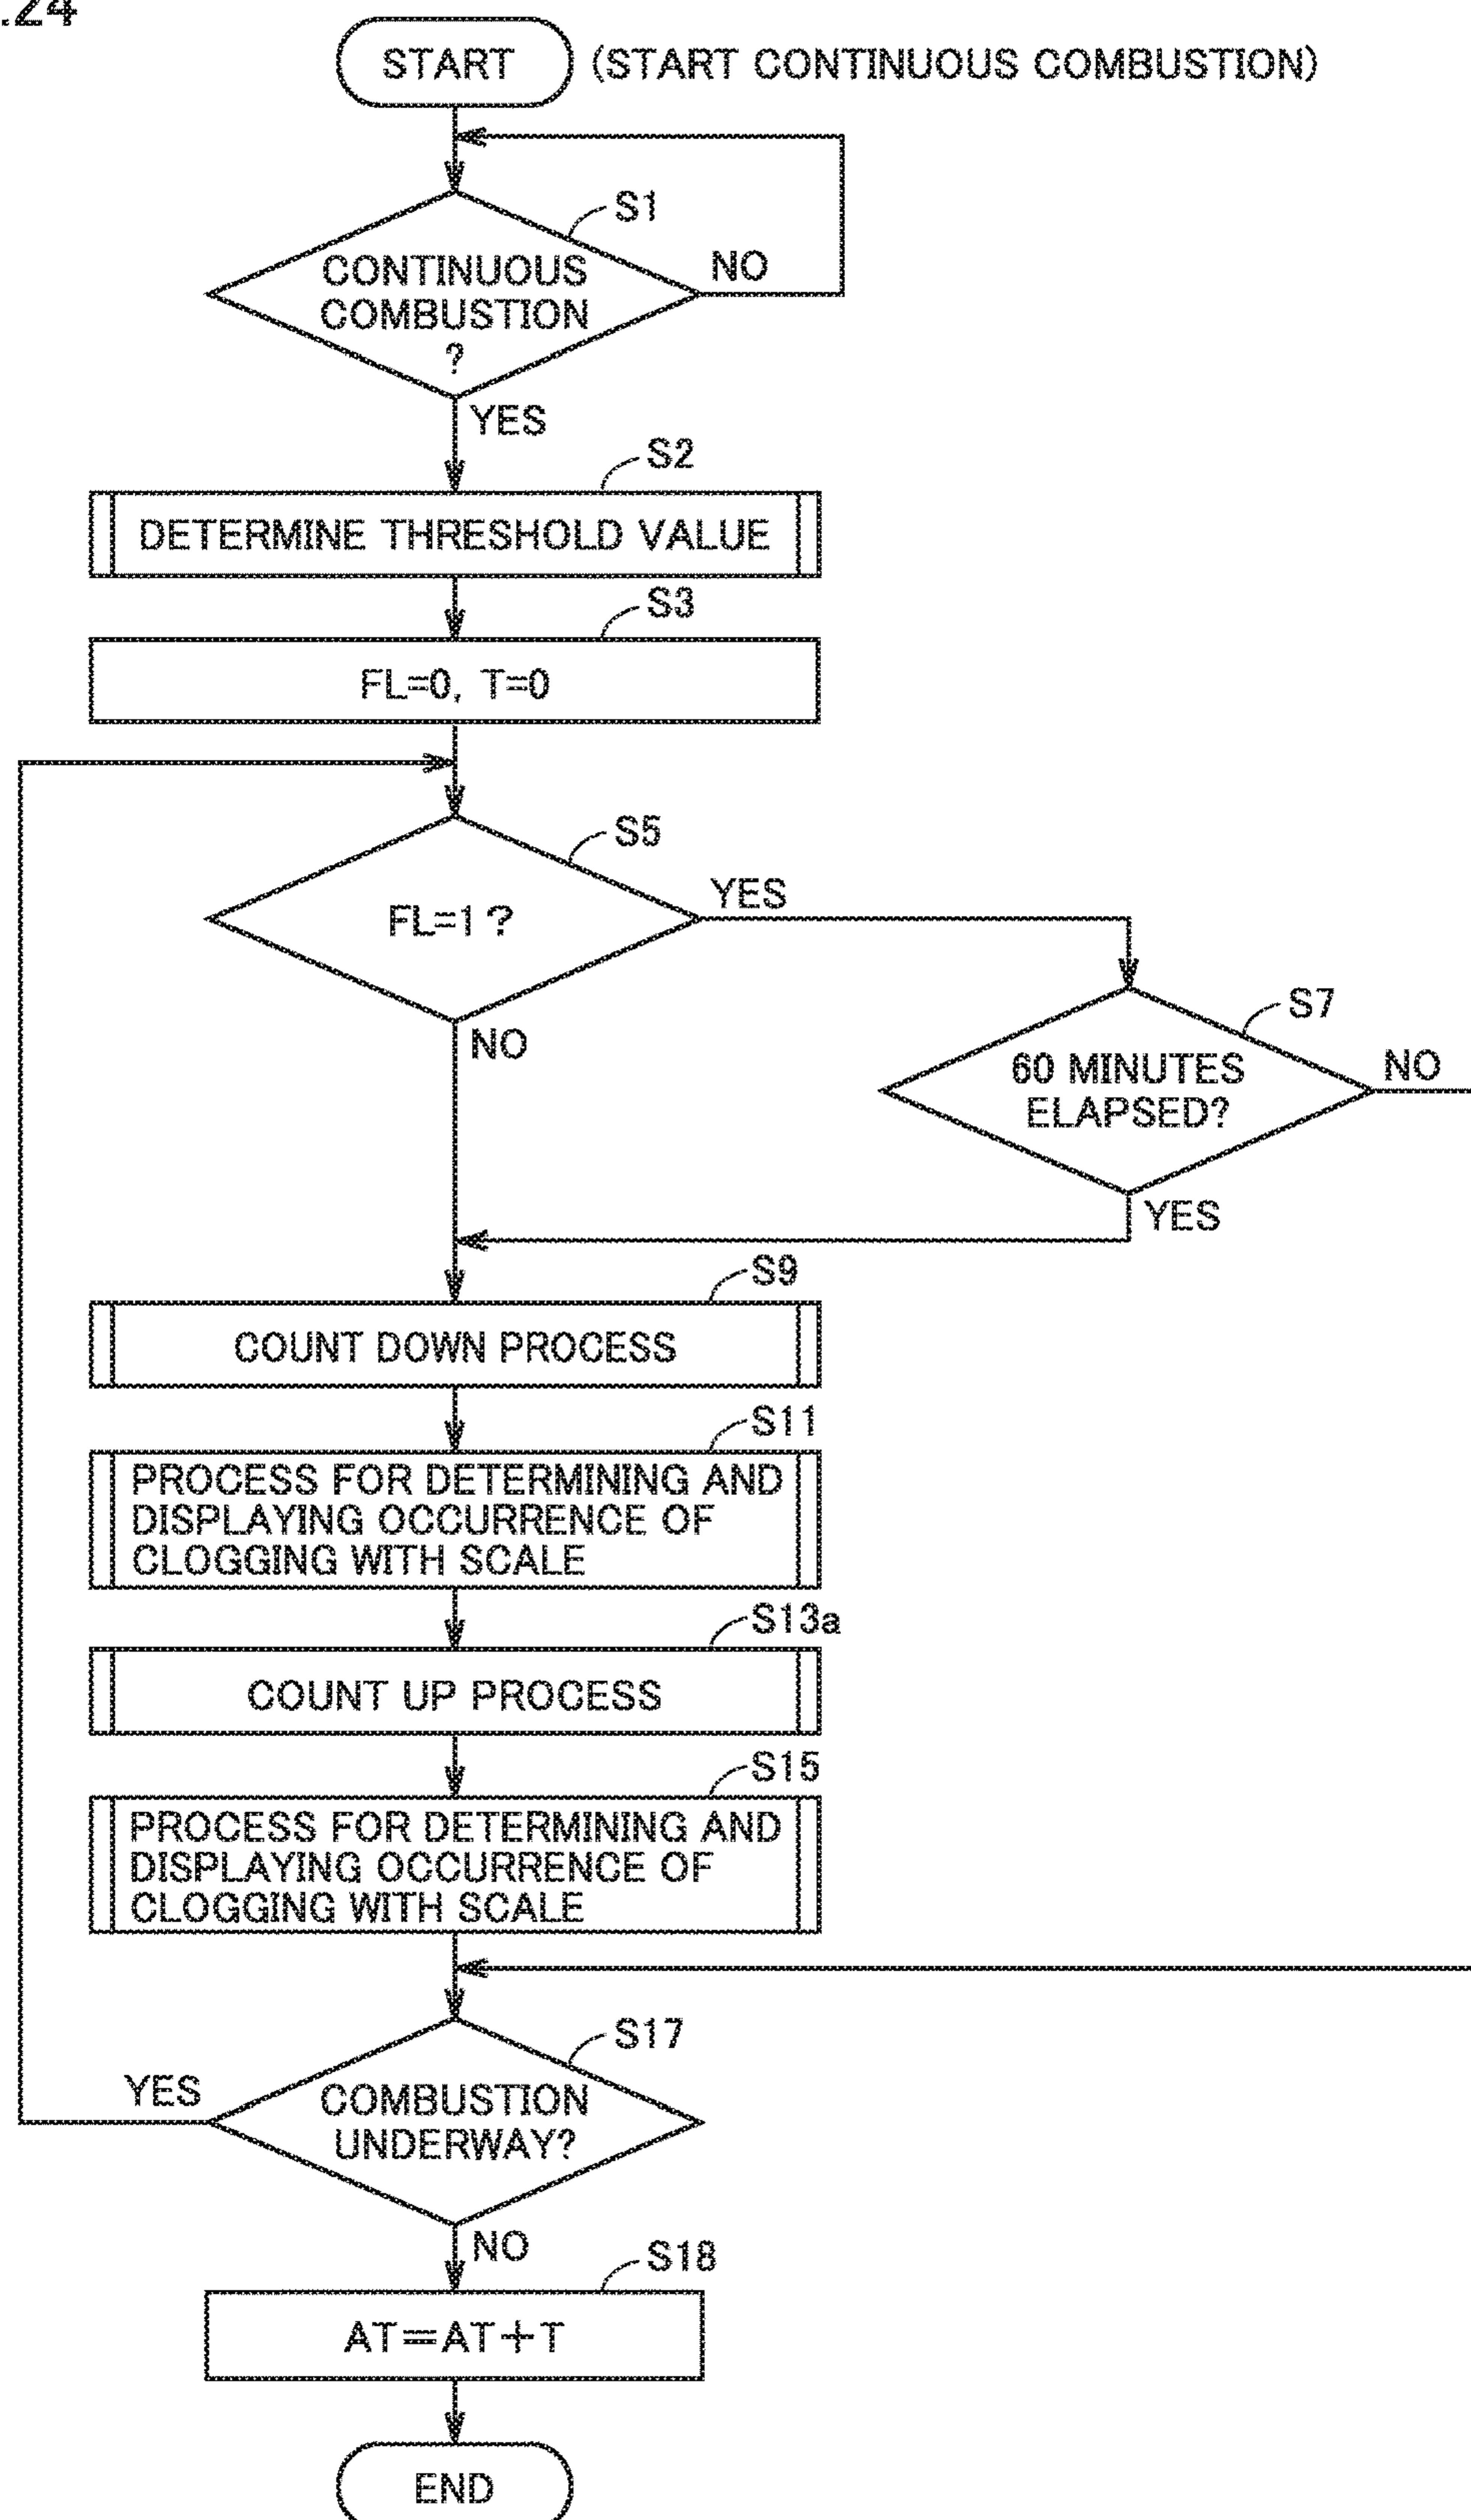 .24
START (START CONTINUOUS COMBUSTION)
S1
CONTINUOUS
COMBUSTION
?
NO
YES
S2
DETERMINE THRESHOLD VALUE
S3
FL=0, T=0
S5
FL=1?
YES
NO
S7
60 MINUTES
ELAPSED?
NO
YES
S9
COUNT DOWN PROCESS
S11
PROCESS FOR DETERMINING AND
DISPLAYING OCCURRENCE OF
CLOGGING WITH SCALE
S13a
COUNT UP PROCESS
S15
PROCESS FOR DETERMINING AND
DISPLAYING OCCURRENCE OF
CLOGGING WITH SCALE
S17
YES
COMBUSTION
UNDERWAY?
NO
S18
AT=AT+T
END